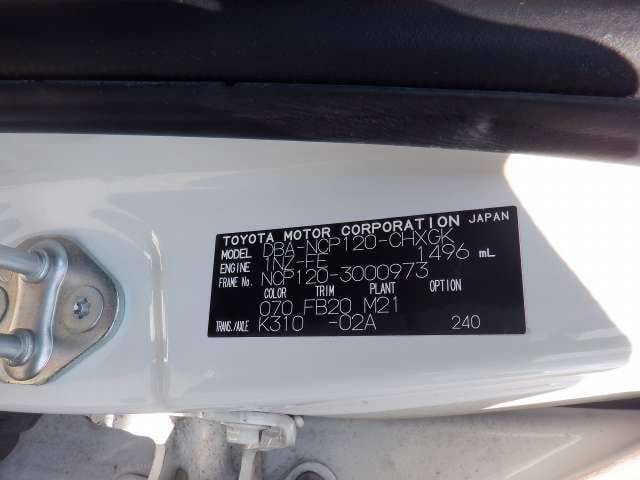 TOYOTA MOTOR CORPORATION JAPAN
MODEL DBA-NCP120-CHXGK
ENGINE 1NZ-FE 1496 mL
FRAME No. NCP120-3000973
COLOR TRIM PLANT OPTION
070 FB20 M21
TRANS./AXLE K310 -02A 240